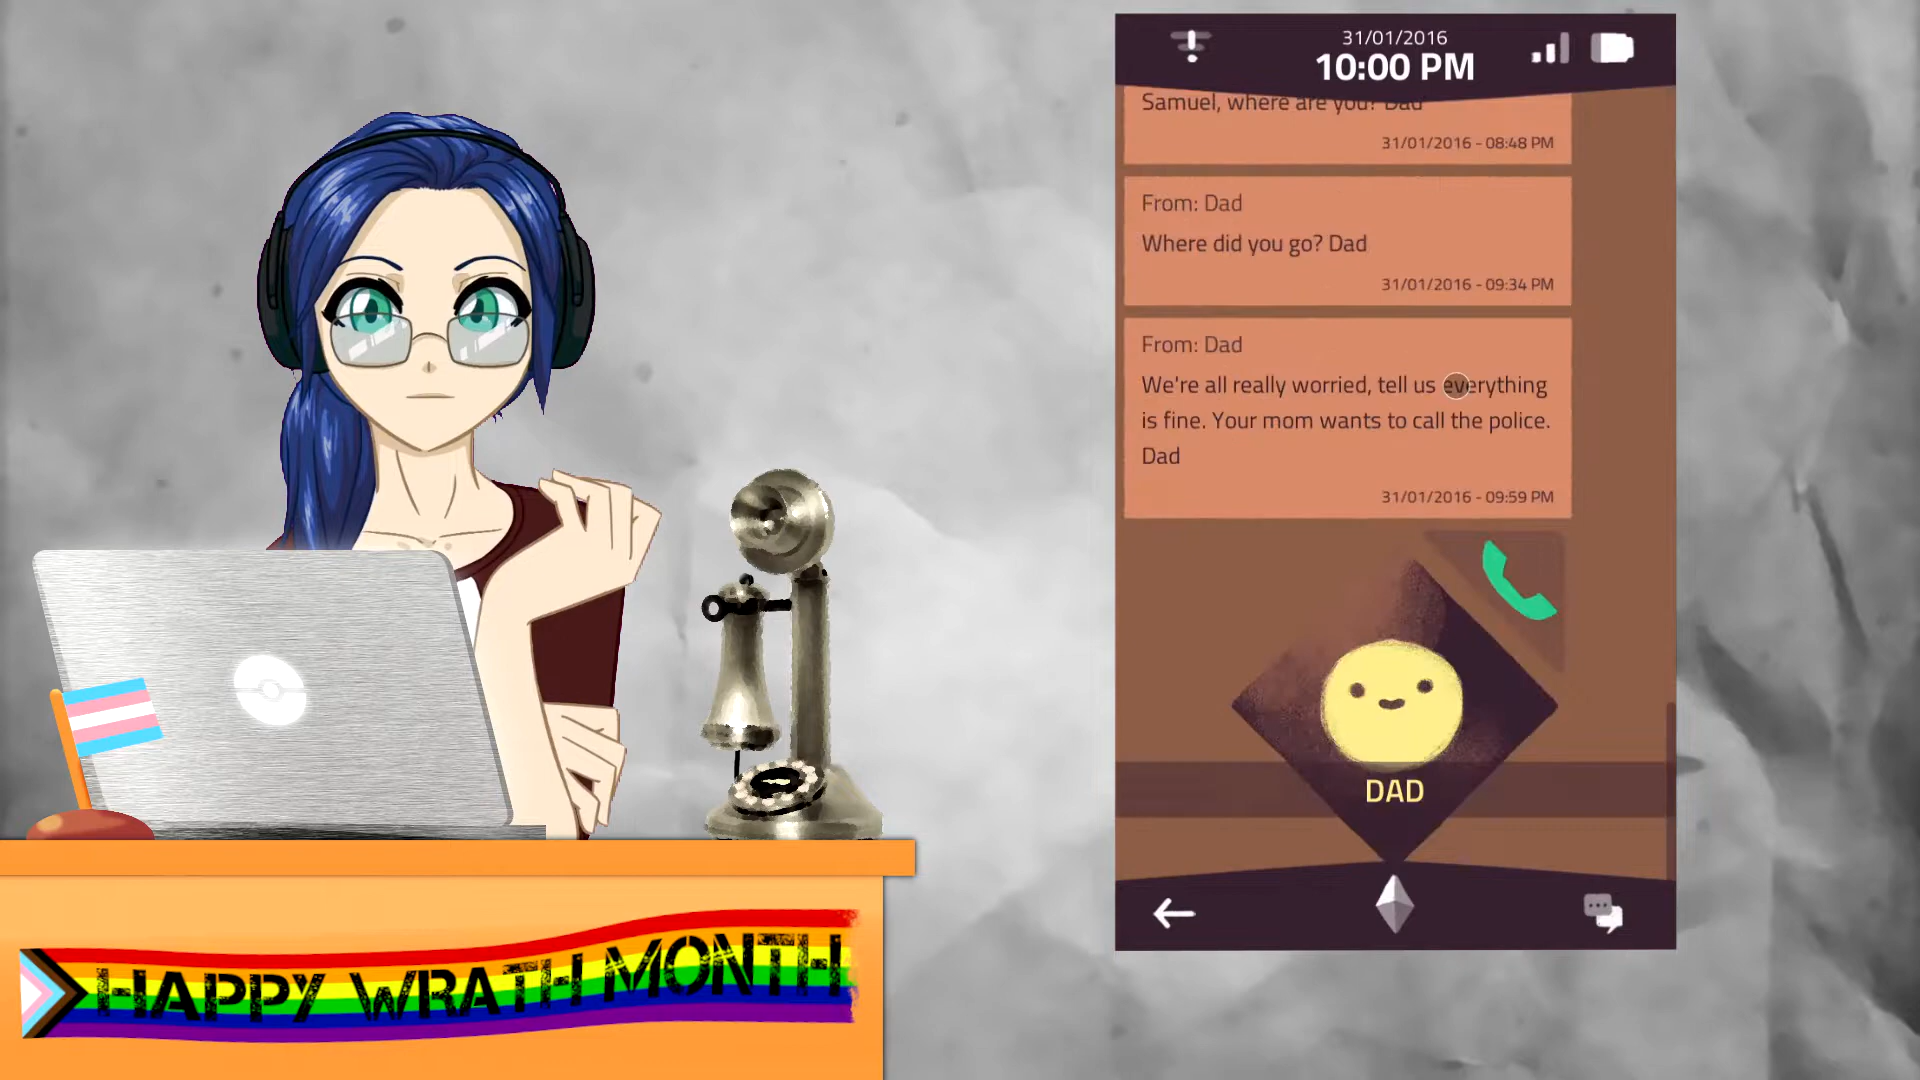 31/01/2016
10:00 PM
Samuel, where are you? Dad
31/01/2016 - 08:48 PM
From: Dad
Where did you go? Dad
31/01/2016 - 09:34 PM
From: Dad
We're all really worried, tell us everything
is fine. Your mom wants to call the police.
Dad
31/01/2016 - 09:59 PM
DAD
HAPPY WRATH MONTH